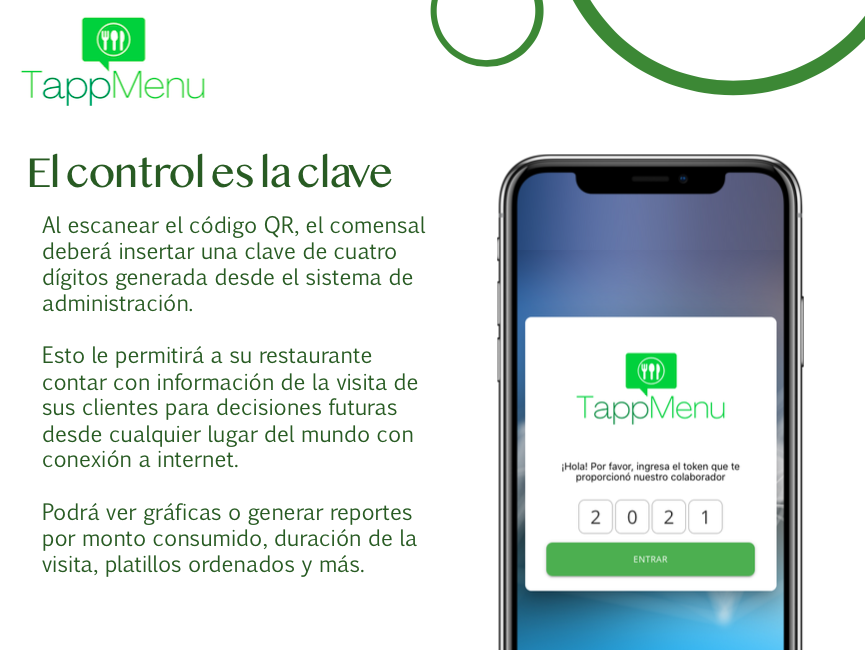 TappMenu
El control es la clave
Al escanear el código QR, el comensal
deberá insertar una clave de cuatro
dígitos generada desde el sistema de
administración.
Esto le permitirá a su restaurante
contar con información de la visita de
sus clientes para decisiones futuras
desde cualquier lugar del mundo con
conexión a internet.
Podrá ver gráficas o generar reportes
por monto consumido, duración de la
visita, platillos ordenados y más.
TappMenu
¡Hola! Por favor, ingresa el token que te
proporcionó nuestro colaborador
2 0 2 1
ENTRAR